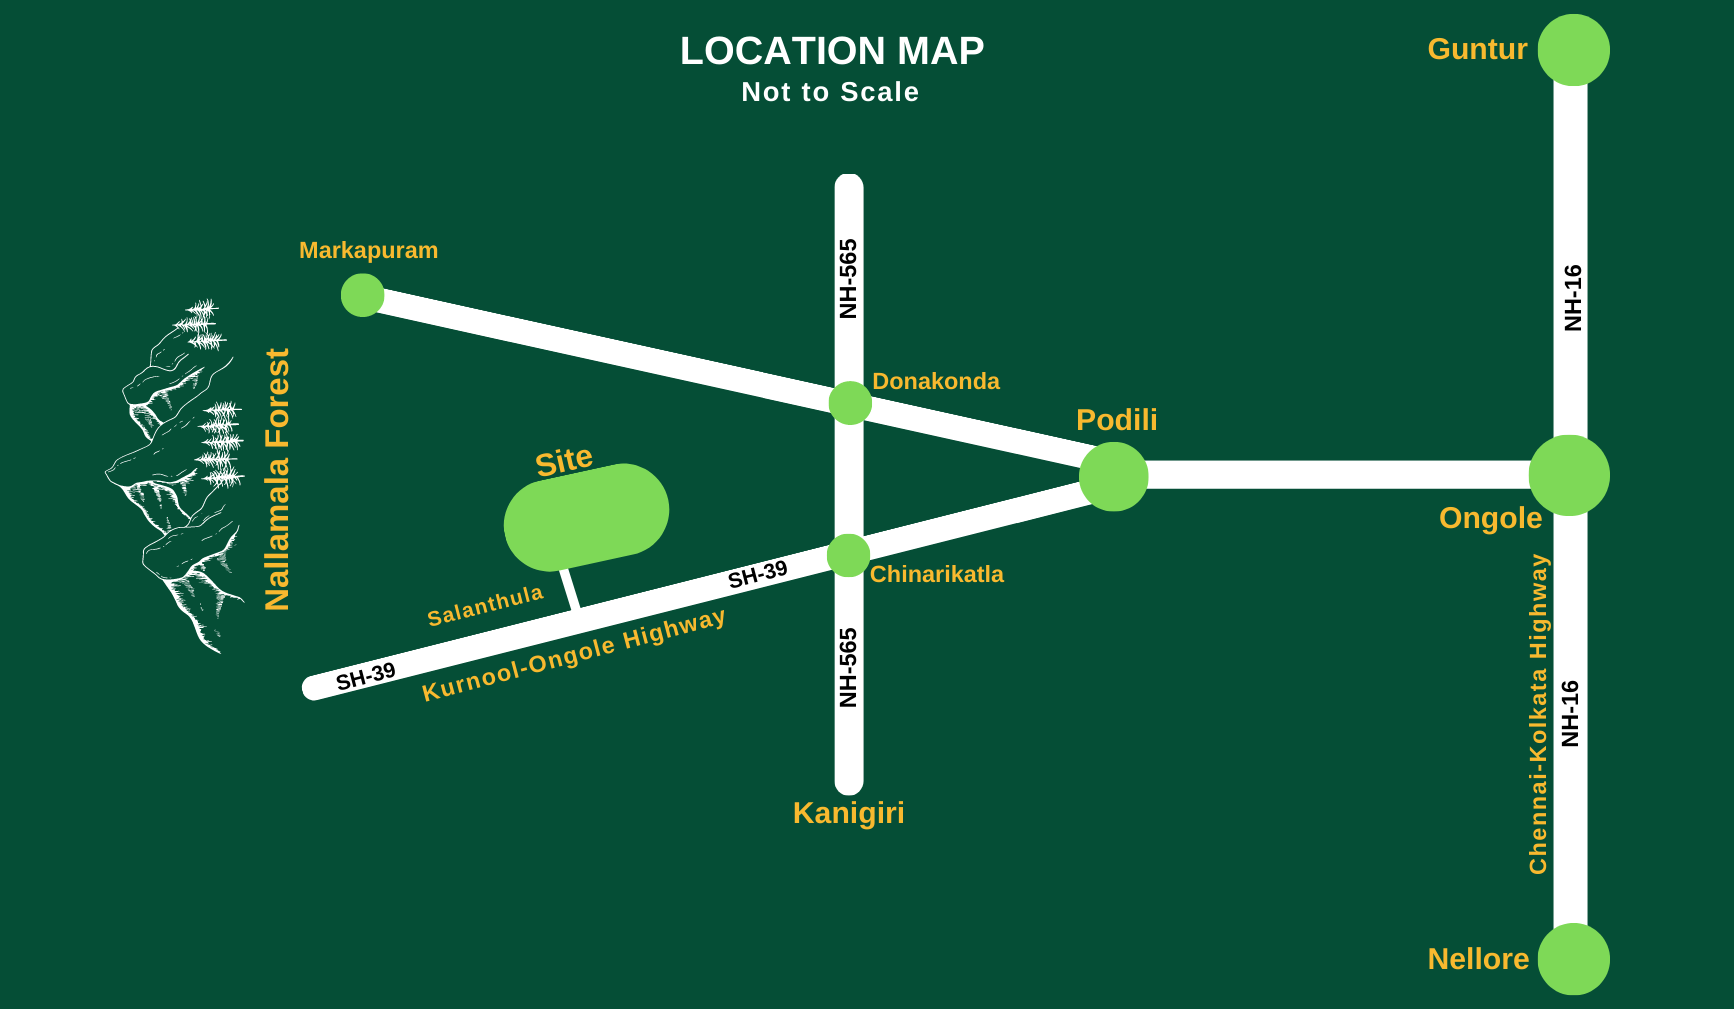 LOCATION MAP
Not to Scale
Guntur
Markapuram
NH-565
NH-16
Nallamala Forest
Donakonda
Podili
Site
Ongole
Salanthula
SH-39
Chinarikatla
Kurnool-Ongole Highway
SH-39
NH-565
Chennai-Kolkata Highway
NH-16
Kanigiri
Nellore